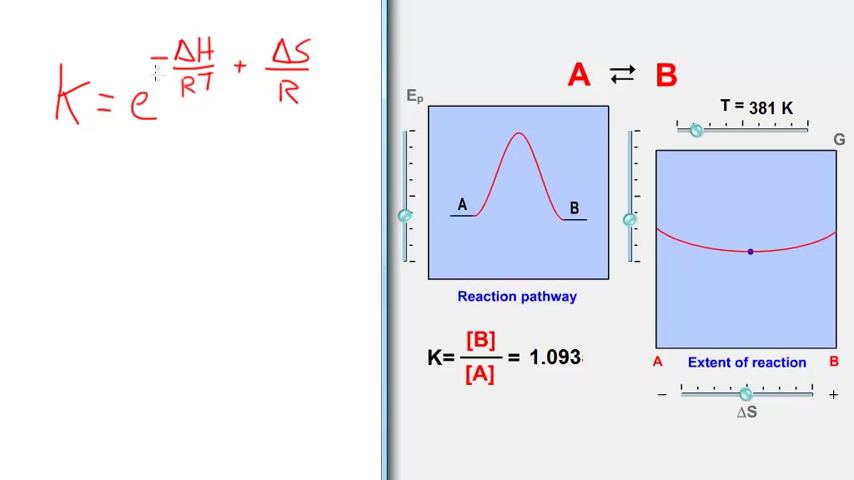 K = e^(-ΔH/RT + ΔS/R)
A ⇄ B
T = 381 K
Ep
G
A
B
Reaction pathway
K= [B]/[A] = 1.093
A Extent of reaction B
− +
ΔS